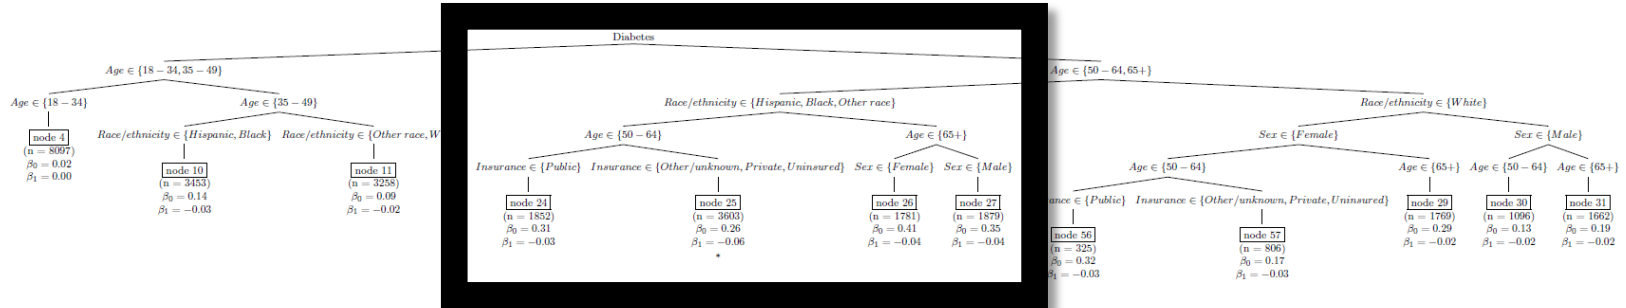 Diabetes
Age ∈ {18 − 34, 35 − 49}
Age ∈ {50 − 64, 65+}
Age ∈ {18 − 34}
Age ∈ {35 − 49}
Race/ethnicity ∈ {Hispanic, Black, Other race}
Race/ethnicity ∈ {White}
node 4
(n = 8097)
β0 = 0.02
β1 = 0.00
Race/ethnicity ∈ {Hispanic, Black}
Race/ethnicity ∈ {Other race, W
Age ∈ {50 − 64}
Age ∈ {65+}
Sex ∈ {Female}
Sex ∈ {Male}
node 10
(n = 3453)
β0 = 0.14
β1 = −0.03
node 11
(n = 3258)
β0 = 0.09
β1 = −0.02
Insurance ∈ {Public}
Insurance ∈ {Other/unknown, Private, Uninsured}
Sex ∈ {Female}
Sex ∈ {Male}
Age ∈ {50 − 64}
Age ∈ {65+}
Age ∈ {50 − 64}
Age ∈ {65+}
node 24
(n = 1852)
β0 = 0.31
β1 = −0.03
node 25
(n = 3603)
β0 = 0.26
β1 = −0.06
*
node 26
(n = 1781)
β0 = 0.41
β1 = −0.04
node 27
(n = 1879)
β0 = 0.35
β1 = −0.04
ance ∈ {Public}
Insurance ∈ {Other/unknown, Private, Uninsured}
node 29
(n = 1769)
β0 = 0.29
β1 = −0.02
node 30
(n = 1096)
β0 = 0.13
β1 = −0.02
node 31
(n = 1662)
β0 = 0.19
β1 = −0.02
node 56
(n = 325)
β0 = 0.32
β1 = −0.03
node 57
(n = 806)
β0 = 0.17
β1 = −0.03